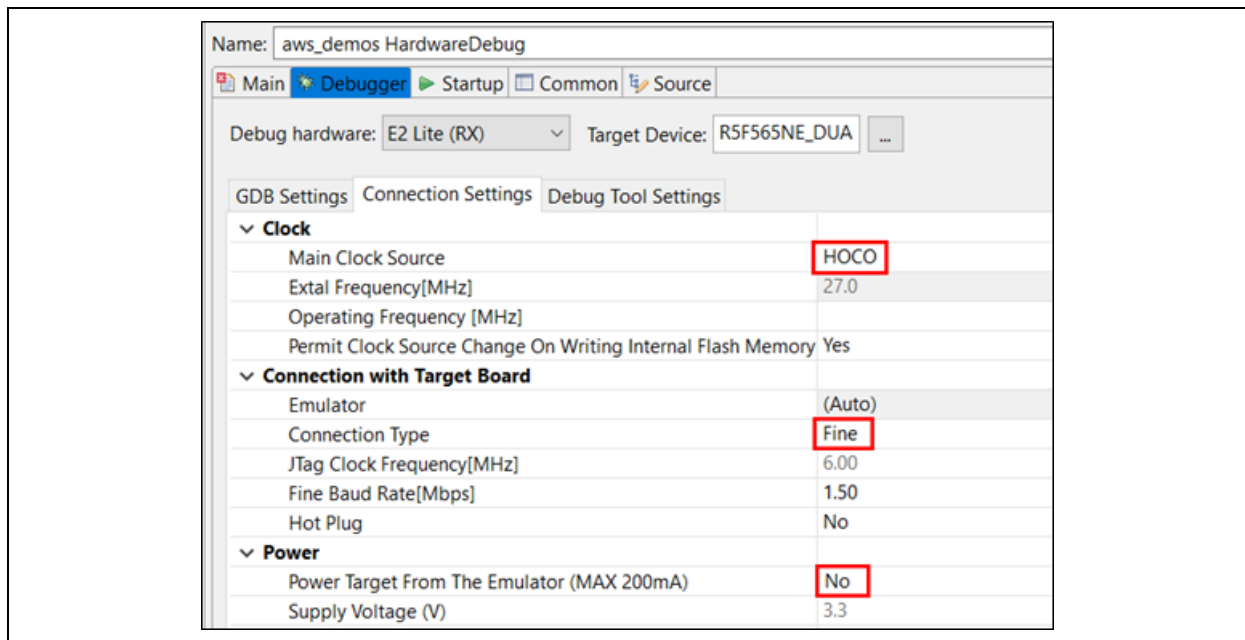 Name: aws_demos HardwareDebug
Main Debugger Startup Common Source
Debug hardware: E2 Lite (RX) Target Device: R5F565NE_DUA ...
GDB Settings Connection Settings Debug Tool Settings
Clock
Main Clock Source HOCO
Extal Frequency[MHz] 27.0
Operating Frequency [MHz]
Permit Clock Source Change On Writing Internal Flash Memory Yes
Connection with Target Board
Emulator (Auto)
Connection Type Fine
JTag Clock Frequency[MHz] 6.00
Fine Baud Rate[Mbps] 1.50
Hot Plug No
Power
Power Target From The Emulator (MAX 200mA) No
Supply Voltage (V) 3.3